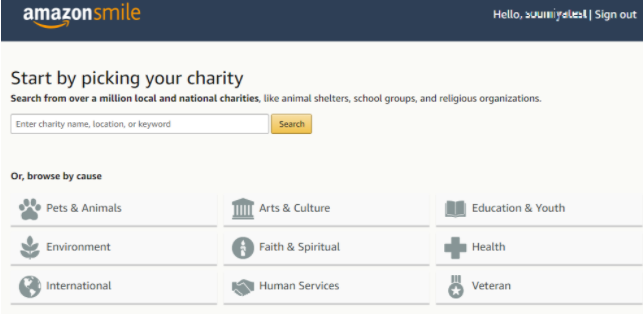 amazonsmile
Hello, | Sign out
Start by picking your charity
Search from over a million local and national charities, like animal shelters, school groups, and religious organizations.
Enter charity name, location, or keyword Search
Or, browse by cause
Pets & Animals Arts & Culture Education & Youth
Environment Faith & Spiritual Health
International Human Services Veteran